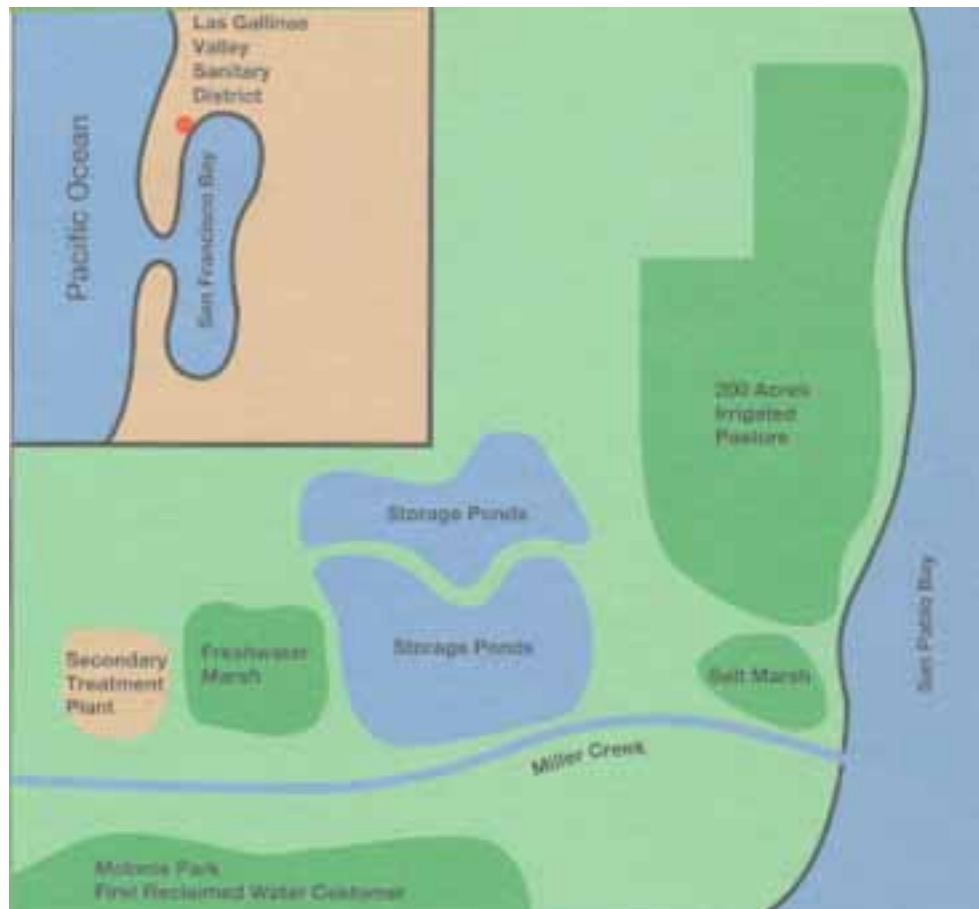 Las Gallinas
Valley
Sanitary
District
Pacific Ocean
San Francisco Bay
200 Acres
Irrigated
Pasture
Storage Ponds
Storage Ponds
Freshwater
Marsh
Secondary
Treatment
Plant
Salt Marsh
San Pablo Bay
Miller Creek
Park
First Reclaimed Water Customer